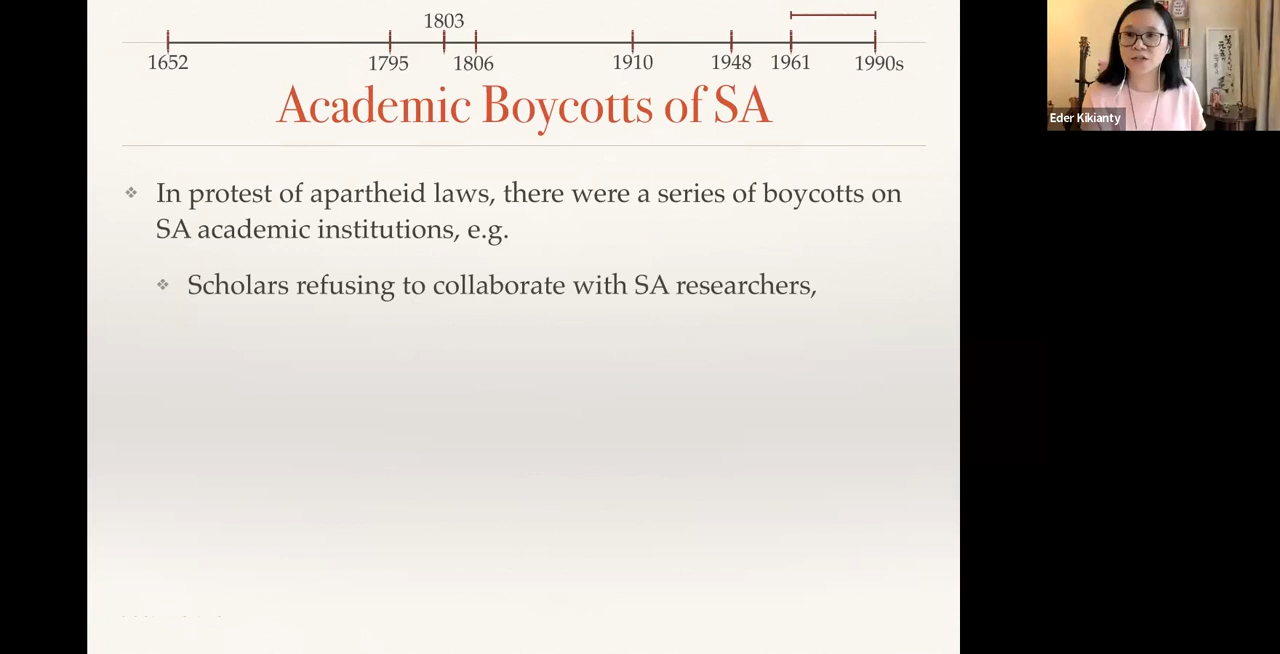 1803
1652 1795 1806 1910 1948 1961 1990s
Academic Boycotts of SA
In protest of apartheid laws, there were a series of boycotts on
SA academic institutions, e.g.
Scholars refusing to collaborate with SA researchers,
Eder Kikianty